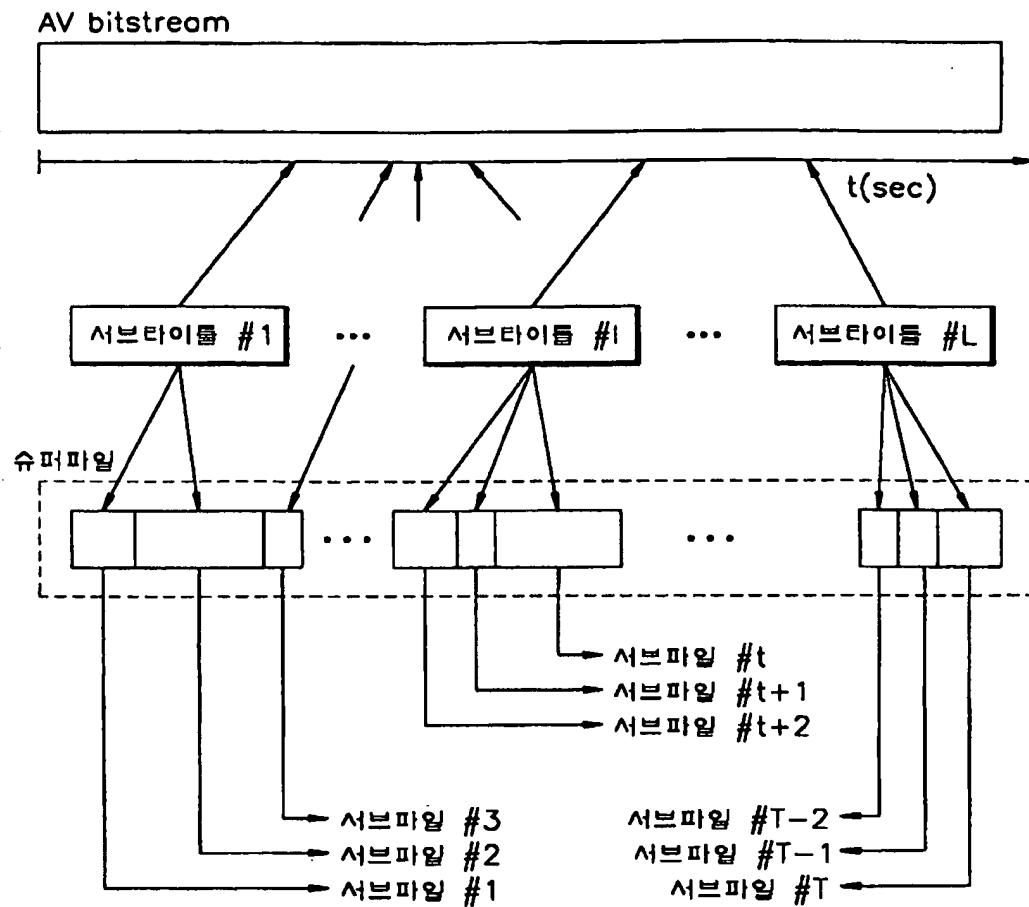 AV bitstream
t(sec)
서브타이틀 #1
서브타이틀 #l
서브타이틀 #L
슈퍼파일
서브파일 #t
서브파일 #t+1
서브파일 #t+2
서브파일 #3
서브파일 #2
서브파일 #1
서브파일 #T-2
서브파일 #T-1
서브파일 #T